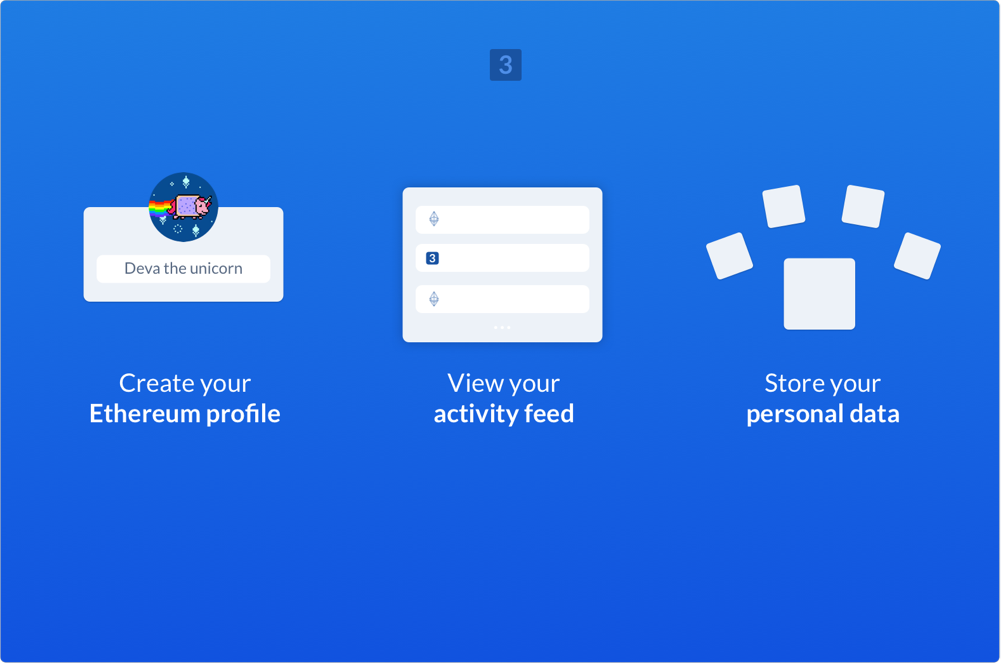 3
Deva the unicorn
3
Create your
Ethereum profile
View your
activity feed
Store your
personal data